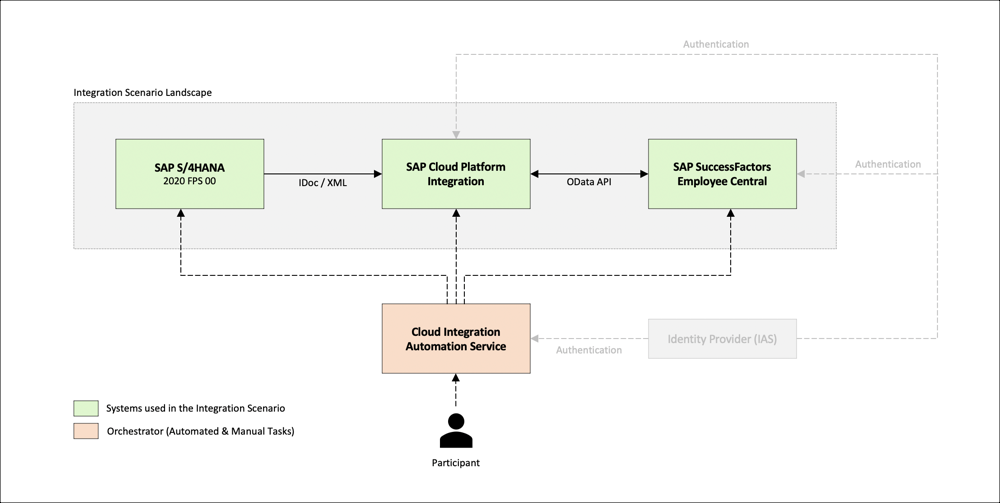 Authentication
Integration Scenario Landscape
SAP S/4HANA
2020 FPS 00
IDoc / XML
SAP Cloud Platform
Integration
OData API
SAP SuccessFactors
Employee Central
Authentication
Cloud Integration
Automation Service
Authentication
Identity Provider (IAS)
Systems used in the Integration Scenario
Orchestrator (Automated & Manual Tasks)
Participant